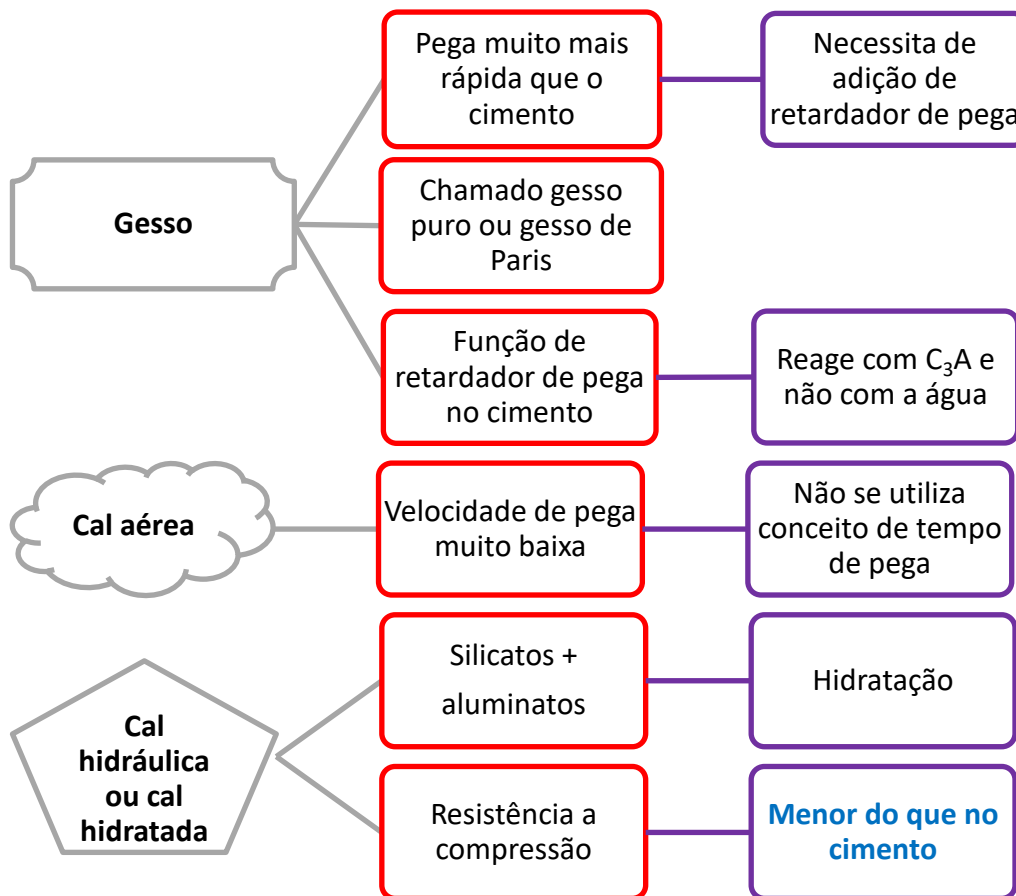 Gesso
Pega muito mais
rápida que o
cimento
Necessita de
adição de
retardador de pega
Chamado gesso
puro ou gesso de
Paris
Função de
retardador de pega
no cimento
Reage com C₃A e
não com a água
Cal aérea
Velocidade de pega
muito baixa
Não se utiliza
conceito de tempo
de pega
Cal
hidráulica
ou cal
hidratada
Silicatos +
aluminatos
Hidratação
Resistência a
compressão
Menor do que no
cimento